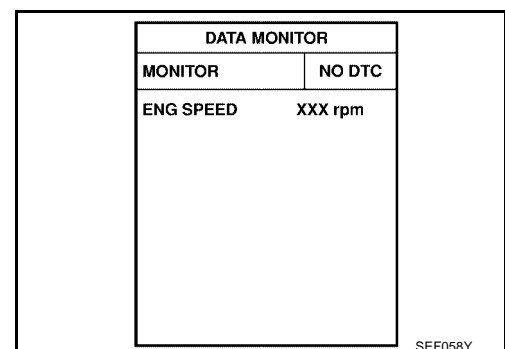 DATA MONITOR
MONITOR NO DTC
ENG SPEED XXX rpm
SEF058Y